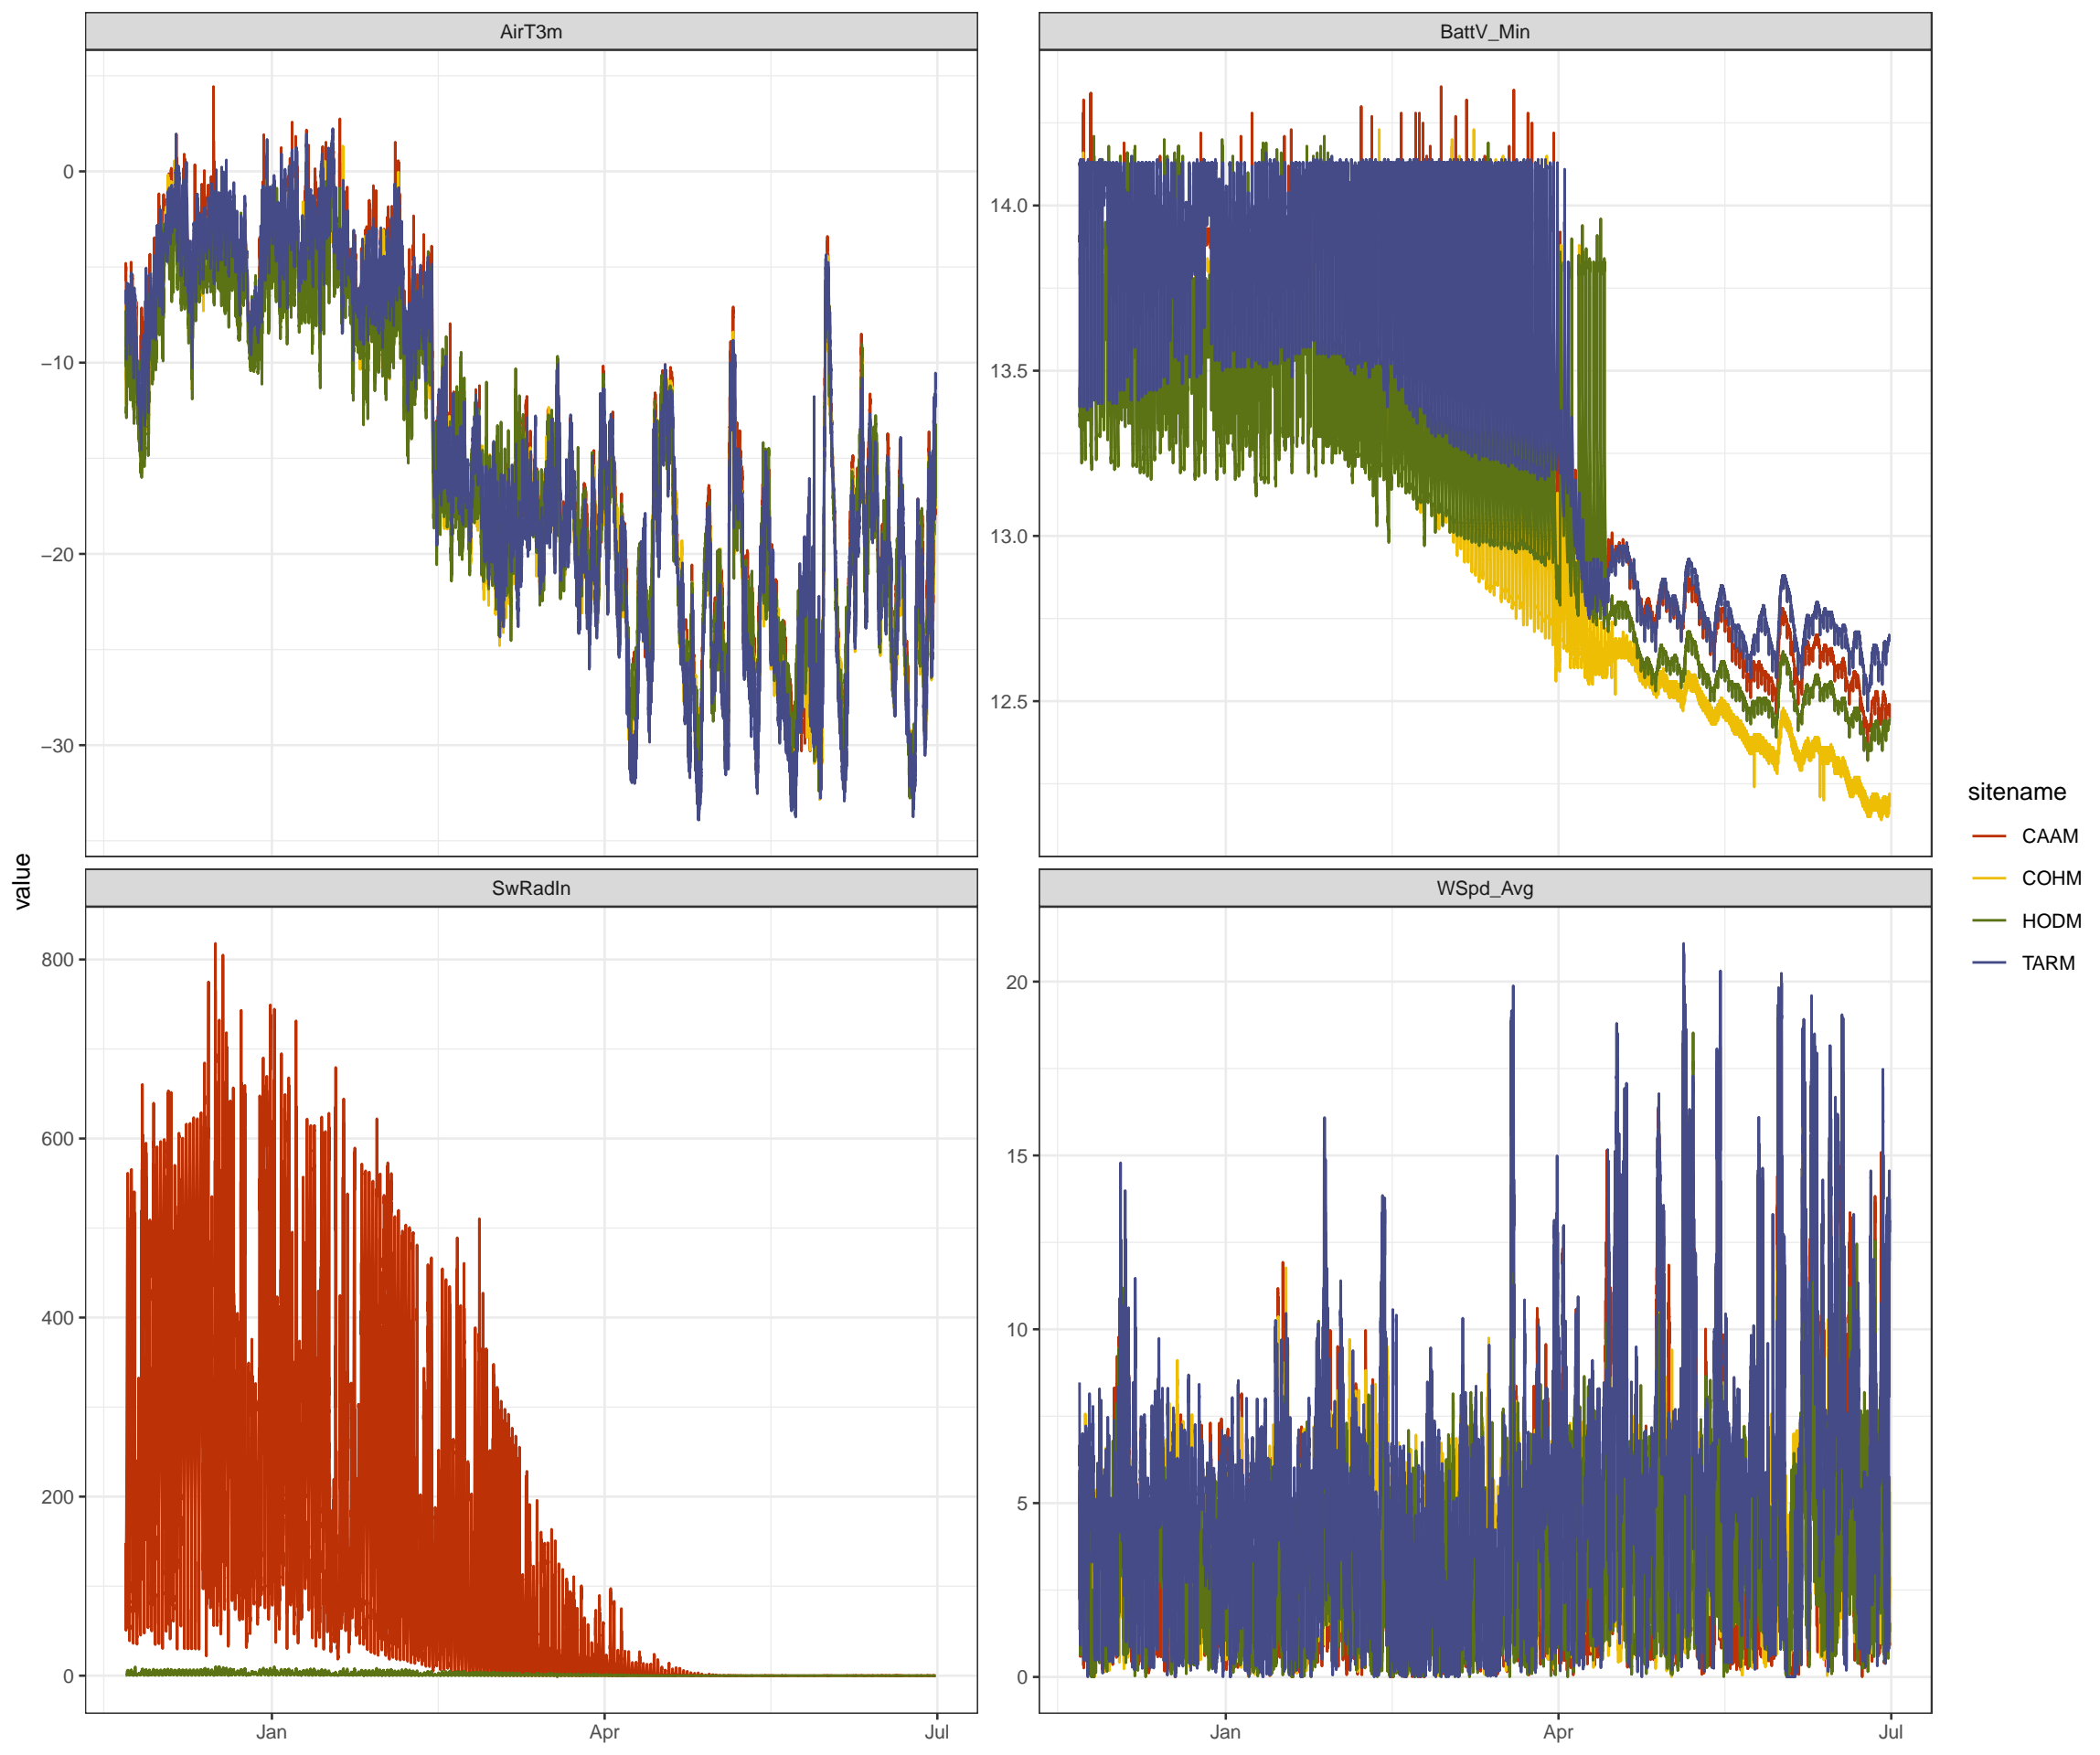 AirT3m
BattV_Min
0
−10
−20
−30
14.0
13.5
13.0
12.5
value
SwRadIn
WSpd_Avg
800
600
400
200
0
20
15
10
5
0
Jan
Apr
Jul
Jan
Apr
Jul
sitename
CAAM
COHM
HODM
TARM